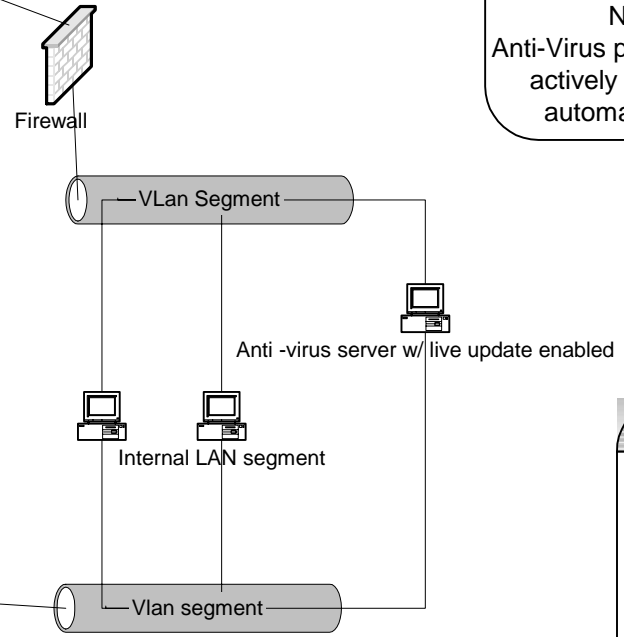 N
Anti-Virus p
actively
automa
Firewall
VLan Segment
Anti -virus server w/ live update enabled
Internal LAN segment
Vlan segment